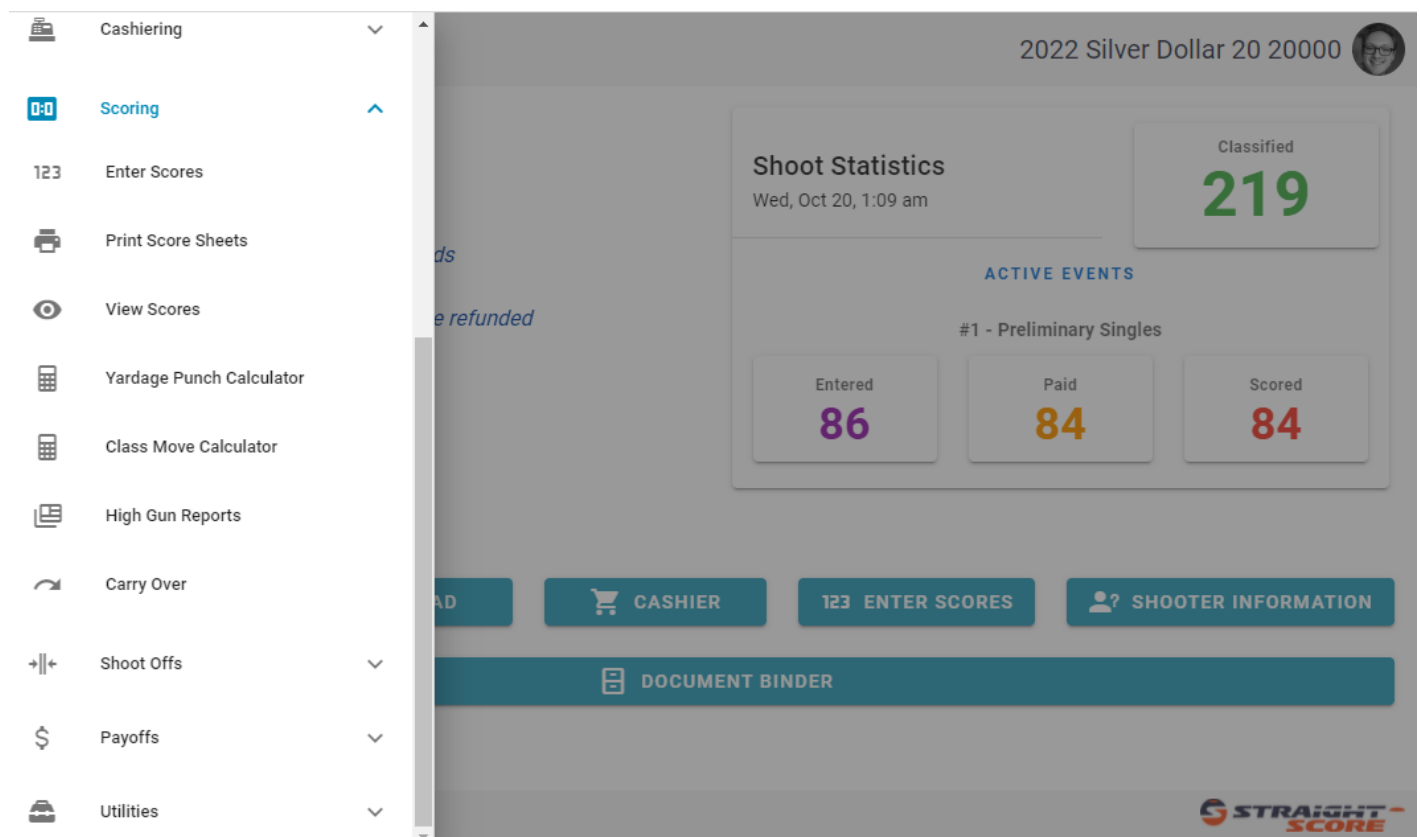 Cashiering
Scoring
123 Enter Scores
Print Score Sheets
View Scores
Yardage Punch Calculator
Class Move Calculator
High Gun Reports
Carry Over
Shoot Offs
$ Payoffs
Utilities
2022 Silver Dollar 20 20000
ds
e refunded
Shoot Statistics
Wed, Oct 20, 1:09 am
Classified
219
ACTIVE EVENTS
#1 - Preliminary Singles
Entered
86
Paid
84
Scored
84
AD
CASHIER
123 ENTER SCORES
? SHOOTER INFORMATION
DOCUMENT BINDER
STRAIGHT-
SCORE